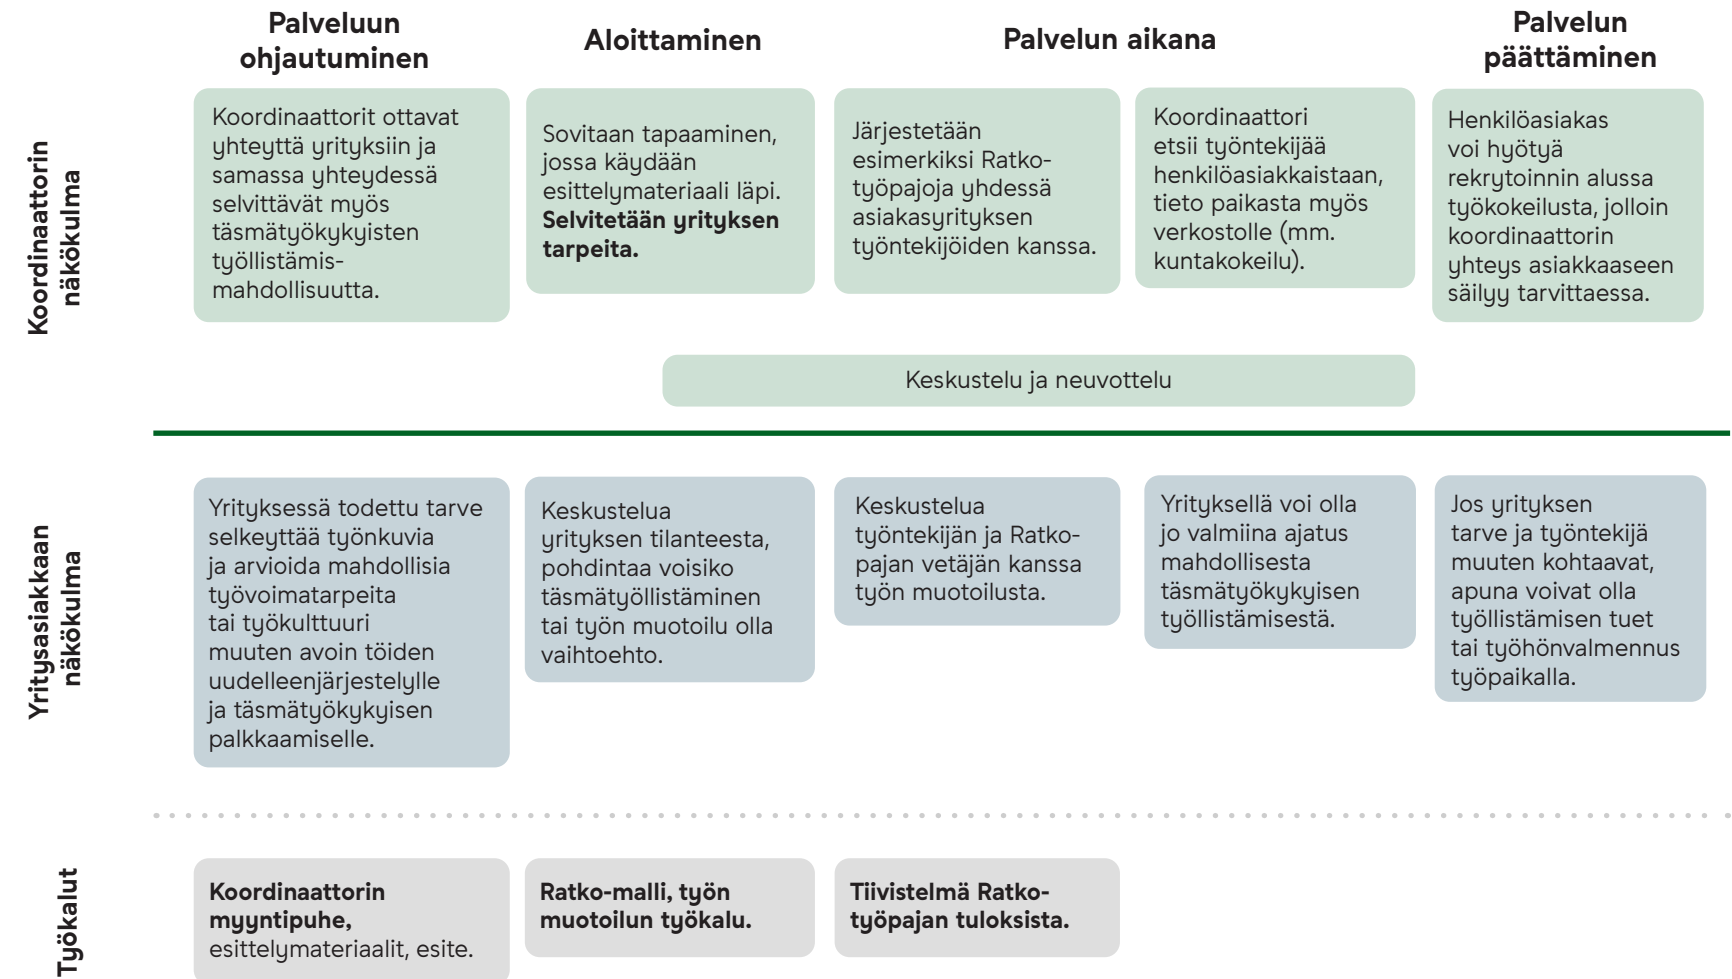 Palveluun
ohjautuminen
Aloittaminen
Palvelun aikana
Palvelun
päättäminen
Koordinaattorin
näkökulma
Koordinaattorit ottavat
yhteyttä yrityksiin ja
samassa yhteydessä
selvittävät myös
täsmätyökykyisten
työllistämis-
mahdollisuutta.
Sovitaan tapaaminen,
jossa käydään
esittelymateriaali läpi.
Selvitetään yrityksen
tarpeita.
Järjestetään
esimerkiksi Ratko-
työpajoja yhdessä
asiakasyrityksen
työntekijöiden kanssa.
Koordinaattori
etsii työntekijää
henkilöasiakkaistaan,
tieto paikasta myös
verkostolle (mm.
kuntakokeilu).
Henkilöasiakas
voi hyötyä
rekrytoinnin alussa
työkokeilusta, jolloin
koordinaattorin
yhteys asiakkaaseen
säilyy tarvittaessa.
Keskustelu ja neuvottelu
Yritysasiakkaan
näkökulma
Yrityksessä todettu tarve
selkeyttää työnkuvia
ja arvioida mahdollisia
työvoimatarpeita
tai työkulttuuri
muuten avoin töiden
uudelleenjärjestelylle
ja täsmätyökykyisen
palkkaamiselle.
Keskustelua
yrityksen tilanteesta,
pohdintaa voisiko
täsmätyöllistäminen
tai työn muotoilu olla
vaihtoehto.
Keskustelua
työntekijän ja Ratko-
pajan vetäjän kanssa
työn muotoilusta.
Yrityksellä voi olla
jo valmiina ajatus
mahdollisesta
täsmätyökykyisen
työllistämisestä.
Jos yrityksen
tarve ja työntekijä
muuten kohtaavat,
apuna voivat olla
työllistämisen tuet
tai työhönvalmennus
työpaikalla.
Työkalut
Koordinaattorin
myyntipuhe,
esittelymateriaalit, esite.
Ratko-malli, työn
muotoilun työkalu.
Tiivistelmä Ratko-
työpajan tuloksista.